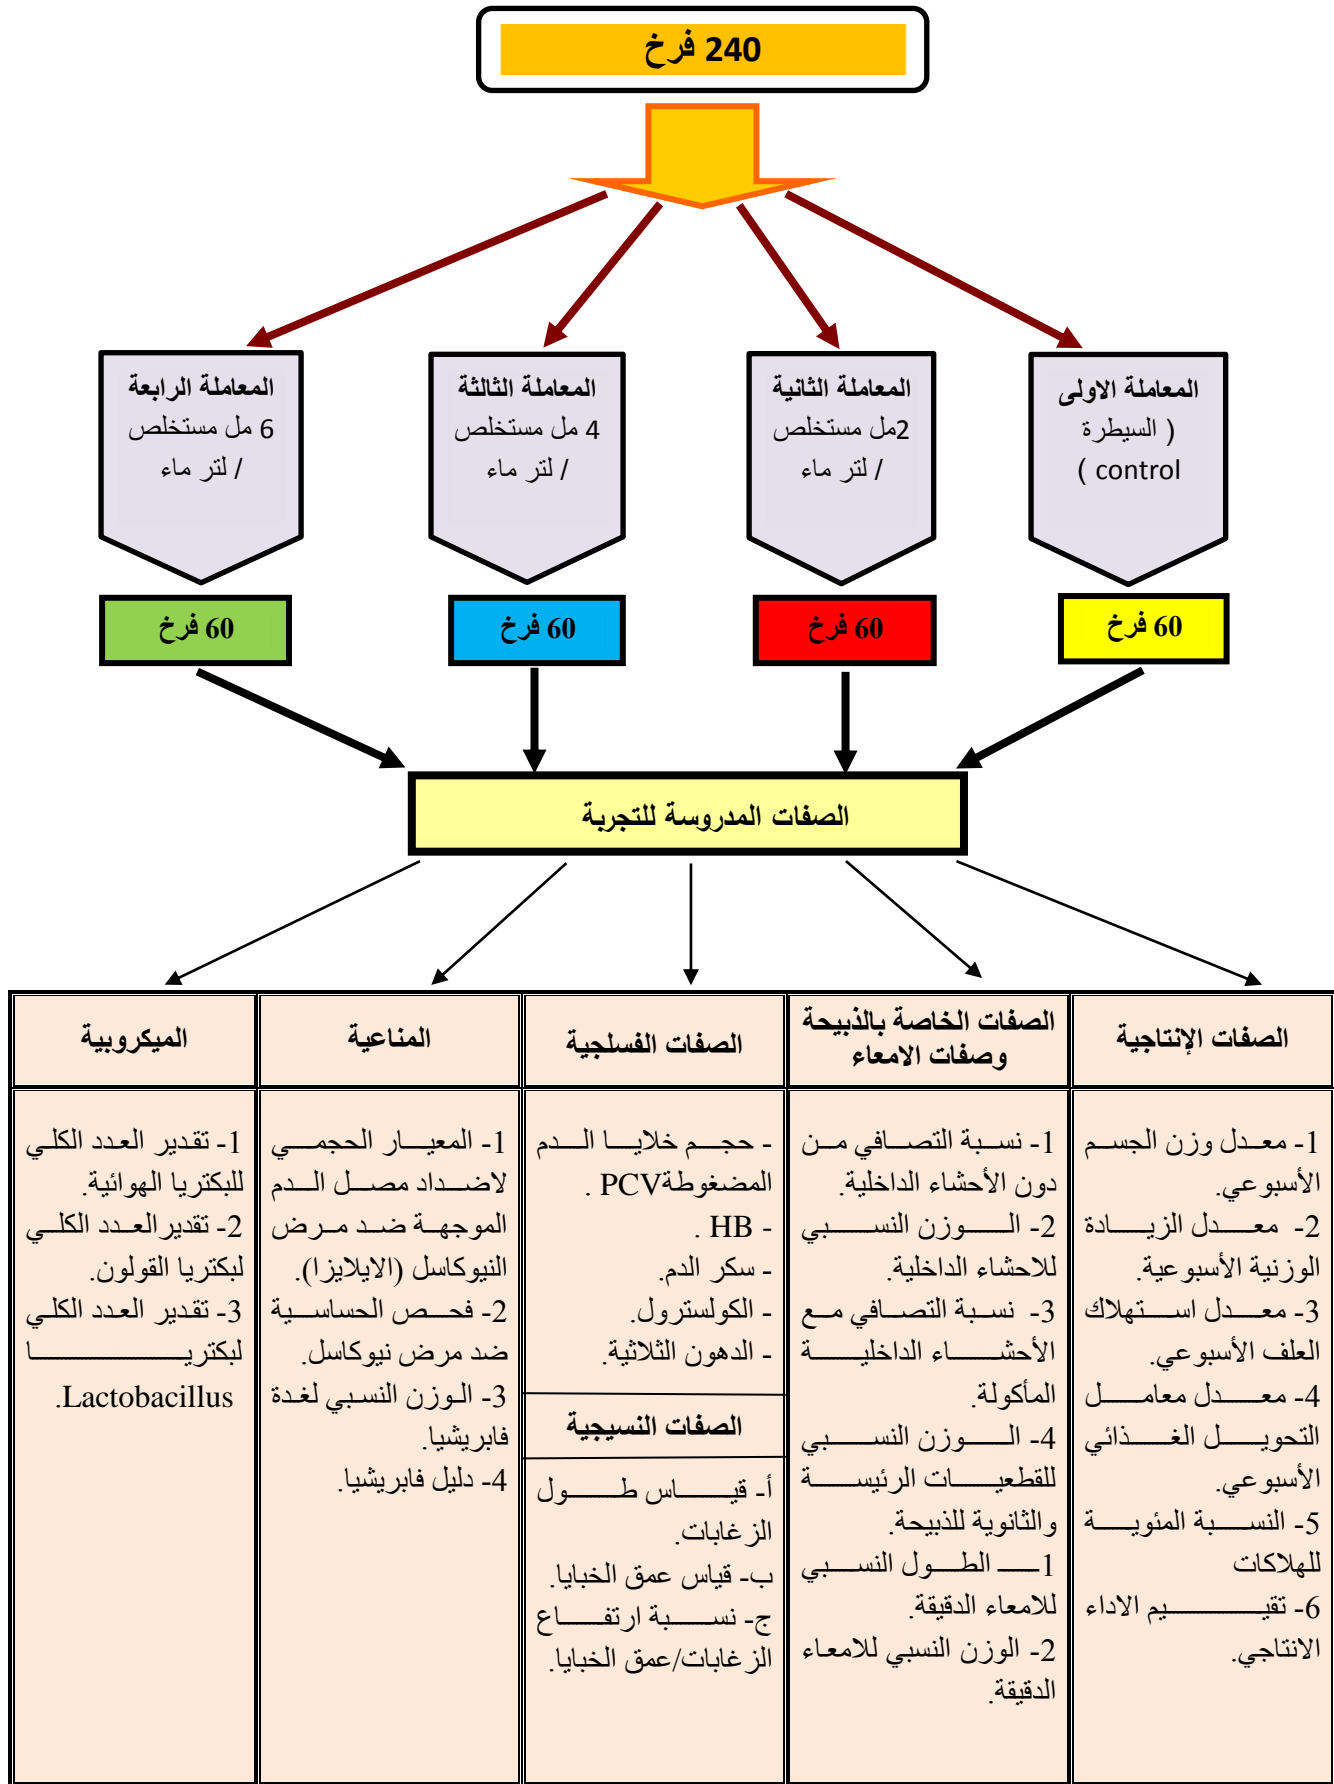 240 فرخ
المعاملة الاولى
( السيطرة
control )
المعاملة الثانية
2مل مستخلص
/ لتر ماء
المعاملة الثالثة
4 مل مستخلص
/ لتر ماء
المعاملة الرابعة
6 مل مستخلص
/ لتر ماء
60 فرخ
60 فرخ
60 فرخ
60 فرخ
الصفات المدروسة للتجربة
الصفات الإنتاجية
1- معدل وزن الجسم
الأسبوعي.
2- معدل الزيادة
الوزنية الأسبوعية.
3- معدل استهلاك
العلف الأسبوعي.
4- معدل معامل
التحويل الغذائي
الأسبوعي.
5- النسبة المئوية
للهلاكات
6- تقييم الاداء
الانتاجي.
الصفات الخاصة بالذبيحة
وصفات الامعاء
1- نسبة التصافي من
دون الأحشاء الداخلية.
2- الوزن النسبي
للاحشاء الداخلية.
3- نسبة التصافي مع
الأحشاء الداخلية
المأكولة.
4- الوزن النسبي
للقطعيات الرئيسة
والثانوية للذبيحة.
1ـ الطول النسبي
للامعاء الدقيقة.
2- الوزن النسبي للامعاء
الدقيقة.
الصفات الفسلجية
- حجم خلايا الدم
المضغوطةPCV .
- HB .
- سكر الدم.
- الكولسترول.
- الدهون الثلاثية.
الصفات النسيجية
أ- قياس طول
الزغابات.
ب- قياس عمق الخبايا.
ج- نسبة ارتفاع
الزغابات/عمق الخبايا.
المناعية
1- المعيار الحجمي
لاضداد مصل الدم
الموجهة ضد مرض
النيوكاسل (الايلايزا).
2- فحص الحساسية
ضد مرض نيوكاسل.
3- الوزن النسبي لغدة
فابريشيا.
4- دليل فابريشيا.
الميكروبية
1- تقدير العدد الكلي
للبكتريا الهوائية.
2- تقديرالعدد الكلي
لبكتريا القولون.
3- تقدير العدد الكلي
لبكتريا
Lactobacillus.